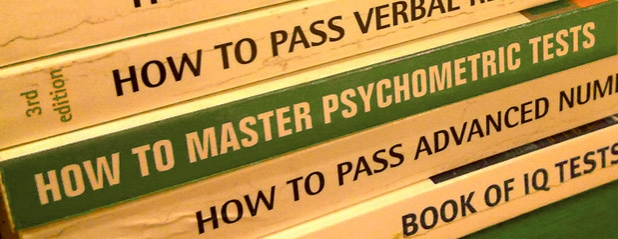 HOW TO PASS VERBAL
3rd
edition
HOW TO MASTER PSYCHOMETRIC TESTS
HOW TO PASS ADVANCED NUM
BOOK OF IQ TESTS